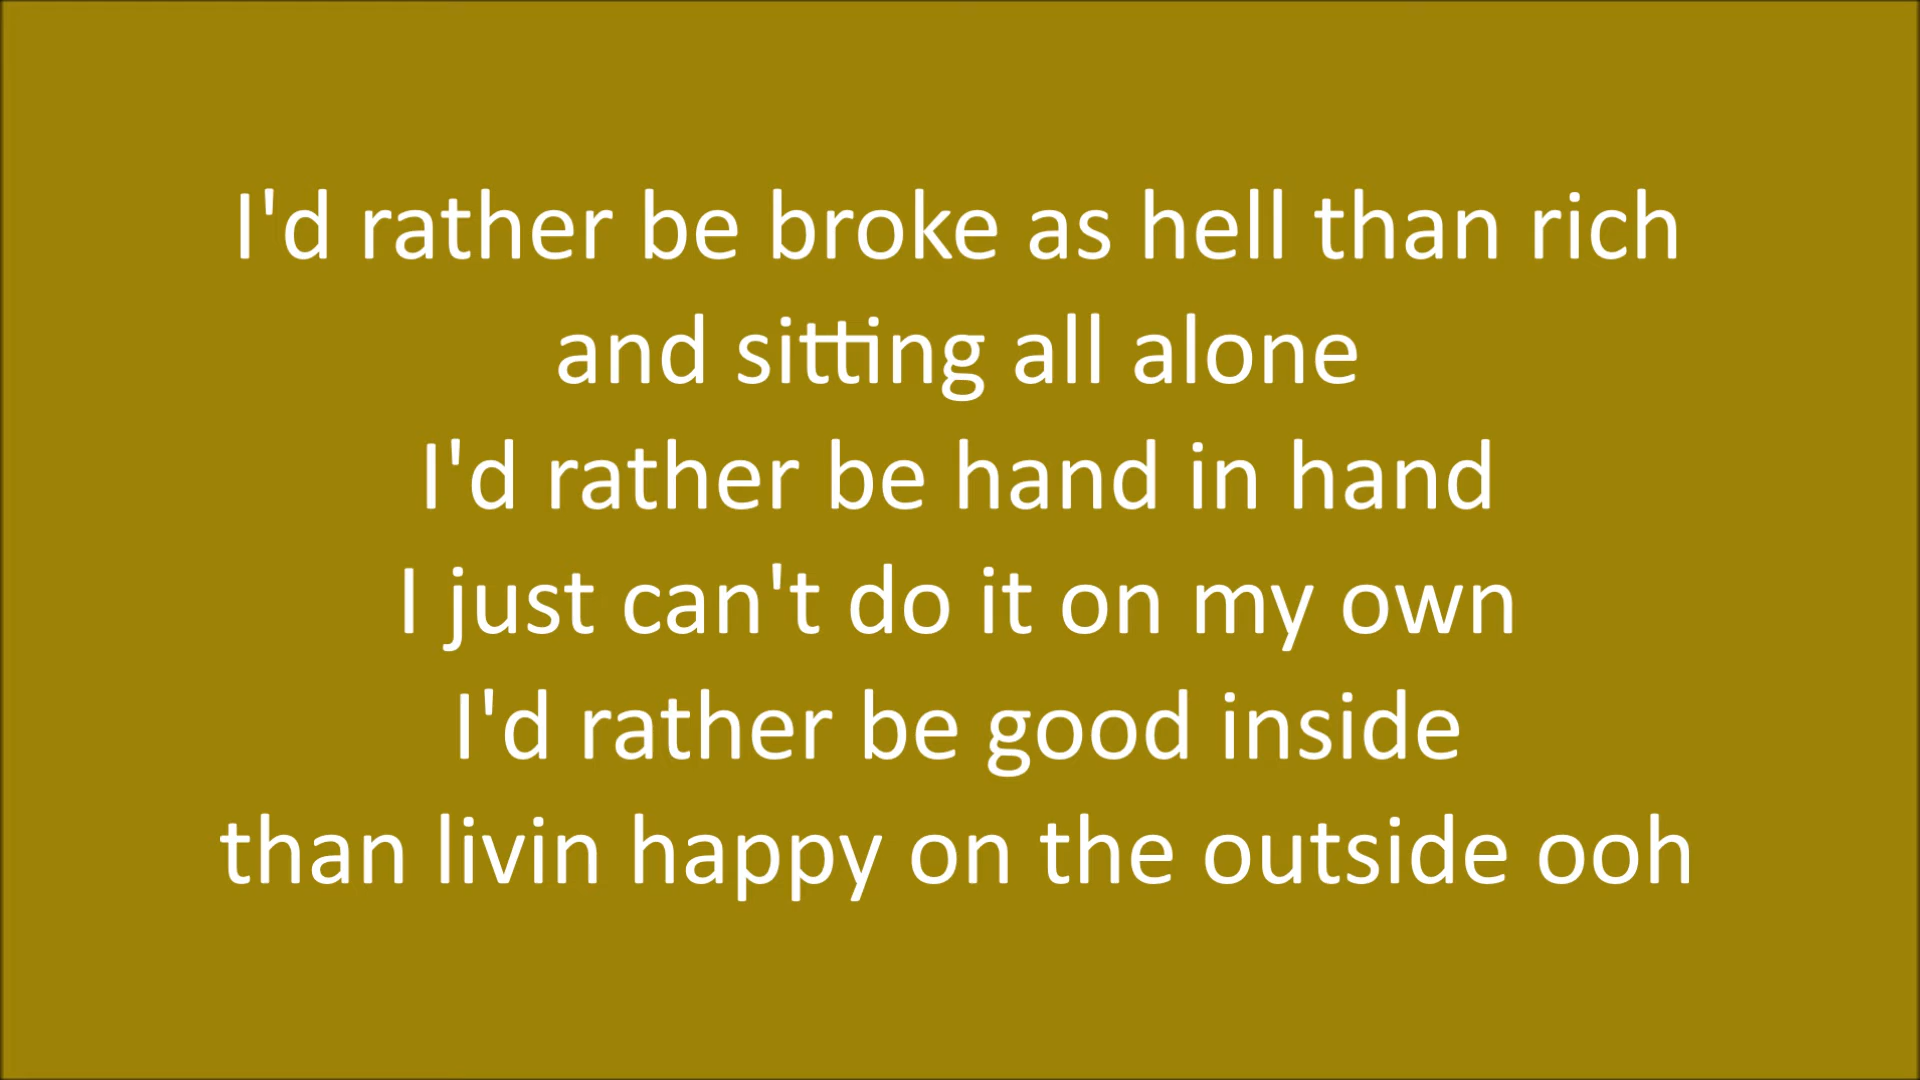 I'd rather be broke as hell than rich
and sitting all alone
I'd rather be hand in hand
I just can't do it on my own
I'd rather be good inside
than livin happy on the outside ooh